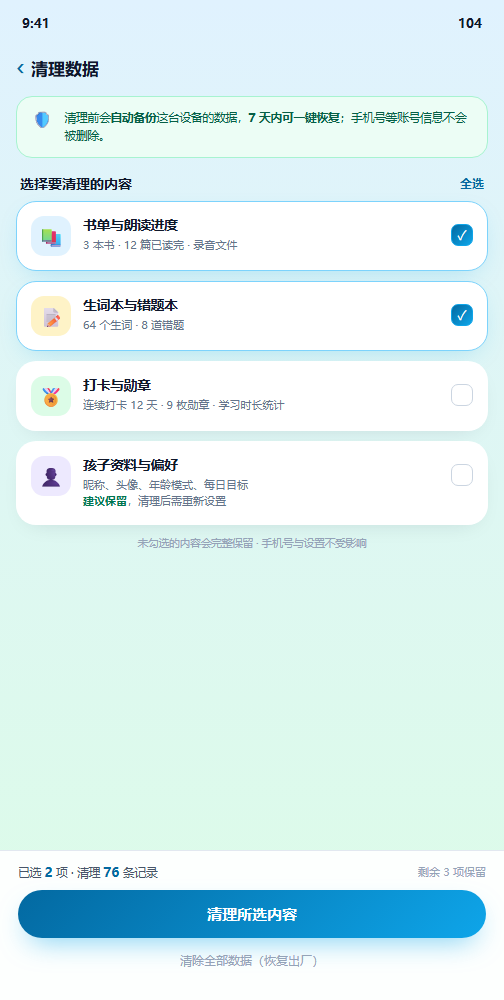 9:41
104
‹ 清理数据
清理前会自动备份这台设备的数据，7 天内可一键恢复；手机号等账号信息不会
被删除。
选择要清理的内容
全选
书单与朗读进度
3 本书 · 12 篇已读完 · 录音文件
生词本与错题本
64 个生词 · 8 道错题
打卡与勋章
连续打卡 12 天 · 9 枚勋章 · 学习时长统计
孩子资料与偏好
昵称、头像、年龄模式、每日目标
建议保留，清理后需重新设置
未勾选的内容会完整保留 · 手机号与设置不受影响
已选 2 项 · 清理 76 条记录
剩余 3 项保留
清理所选内容
清除全部数据（恢复出厂）